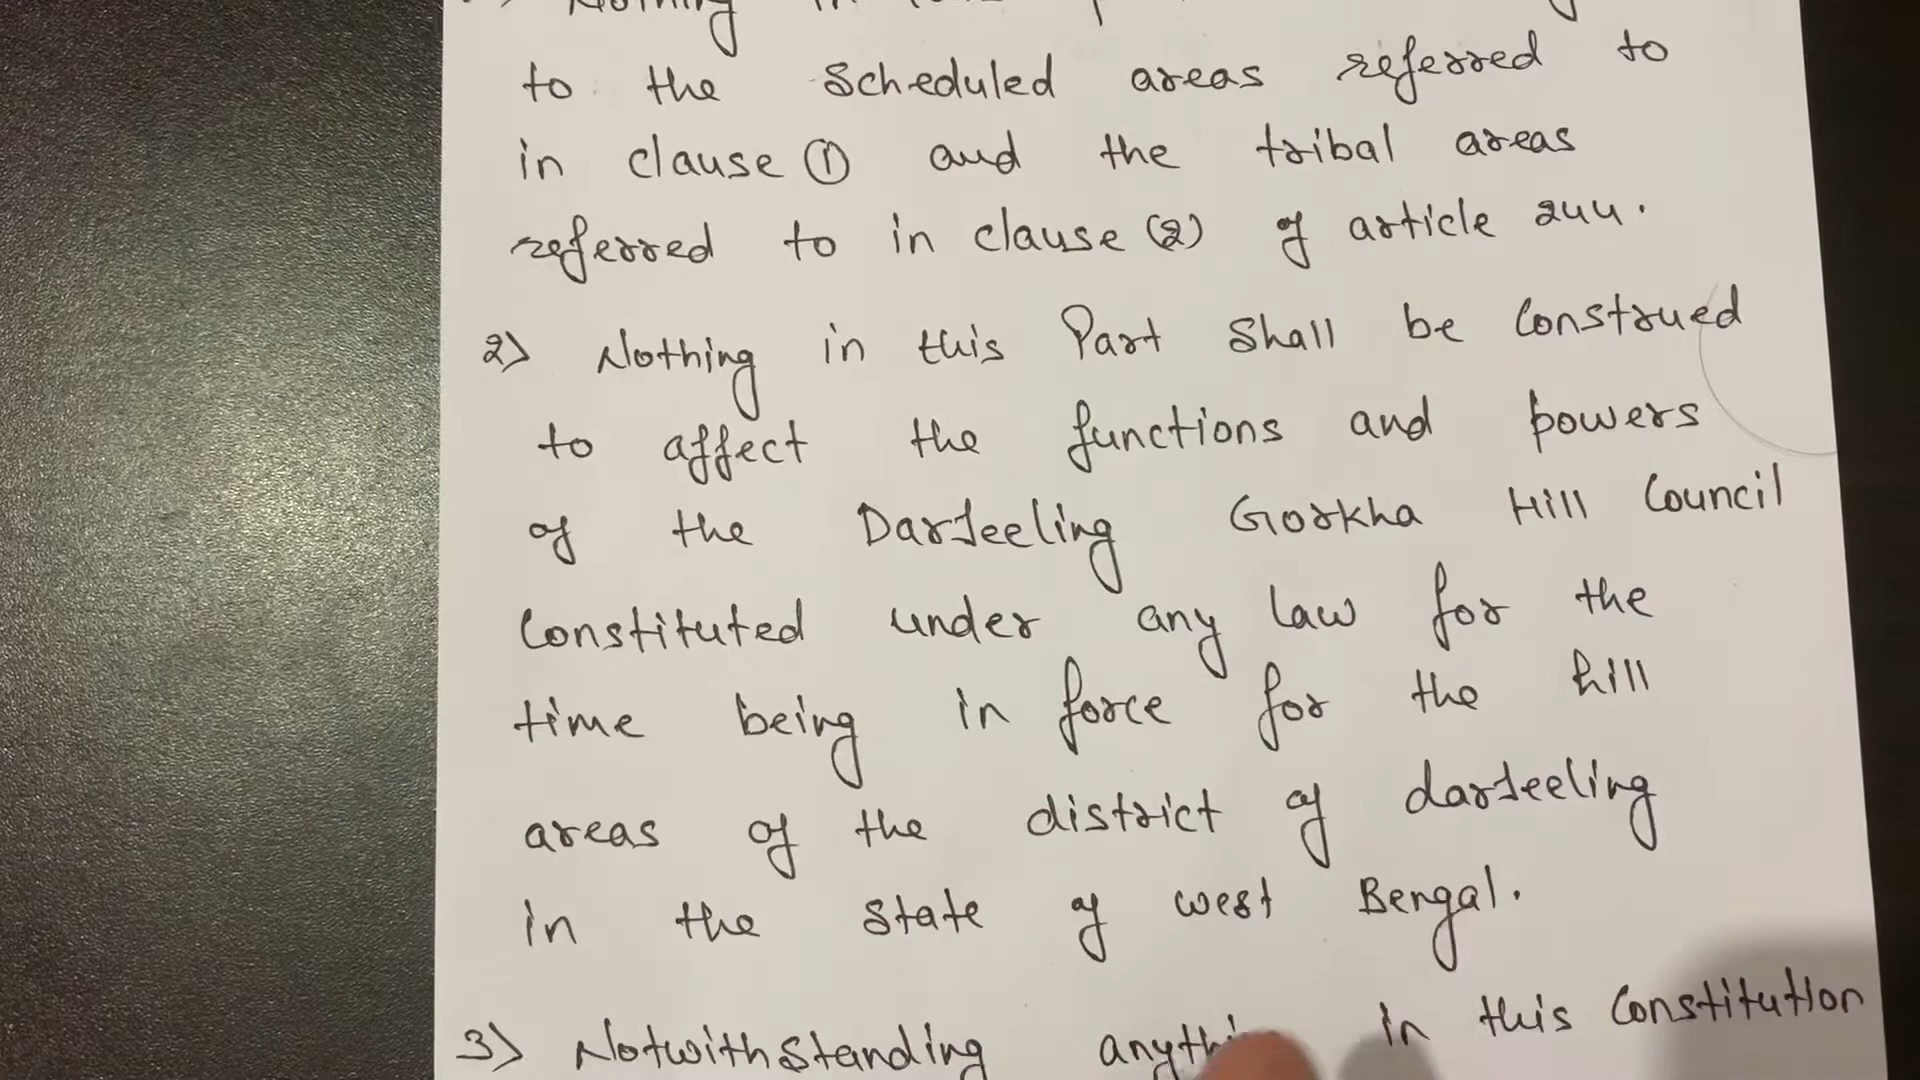 Nothing in
to the Scheduled areas referred to
in clause ① and the tribal areas
referred to in clause (2) of article 244.
2) Nothing in this Part Shall be Construed
to affect the functions and powers
of the Darjeeling Gorkha Hill Council
Constituted under any law for the
time being in force for the hill
areas of the district of darjeeling
in the State of west Bengal.
3) Notwithstanding in this Constitution